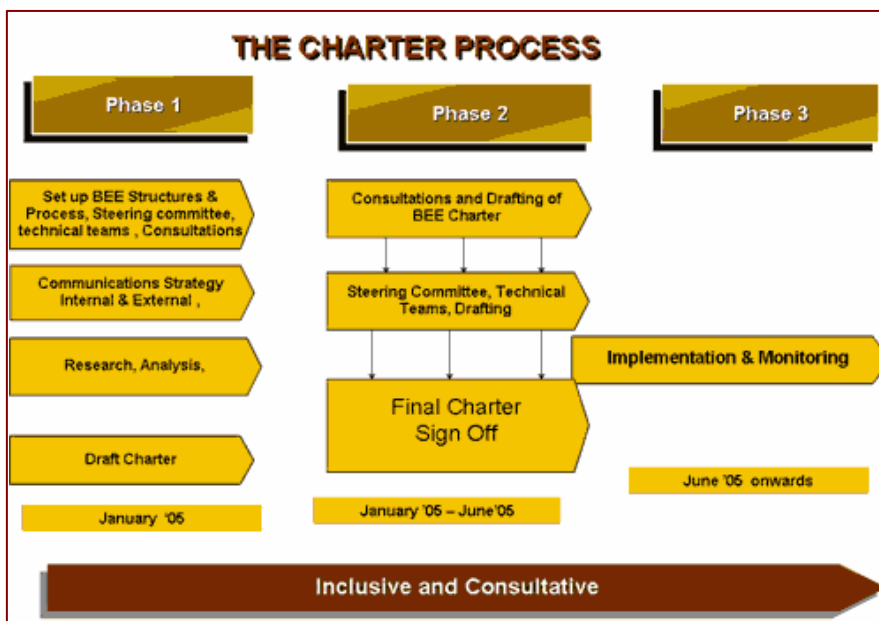 THE CHARTER PROCESS
Phase 1
Set up BEE Structures &
Process, Steering committee,
technical teams , Consultations
Communications Strategy
Internal & External ,
Research, Analysis,
Draft Charter
January '05
Phase 2
Consultations and Drafting of
BEE Charter
Steering Committee, Technical
Teams, Drafting
Final Charter
Sign Off
January '05 – June'05
Phase 3
Implementation & Monitoring
June '05 onwards
Inclusive and Consultative